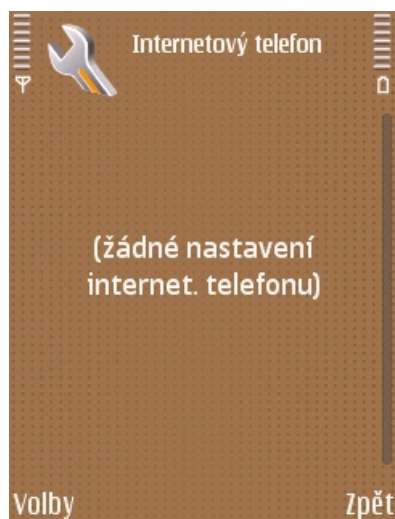 Internetový telefon
(žádné nastavení
internet. telefonu)
Volby
Zpět